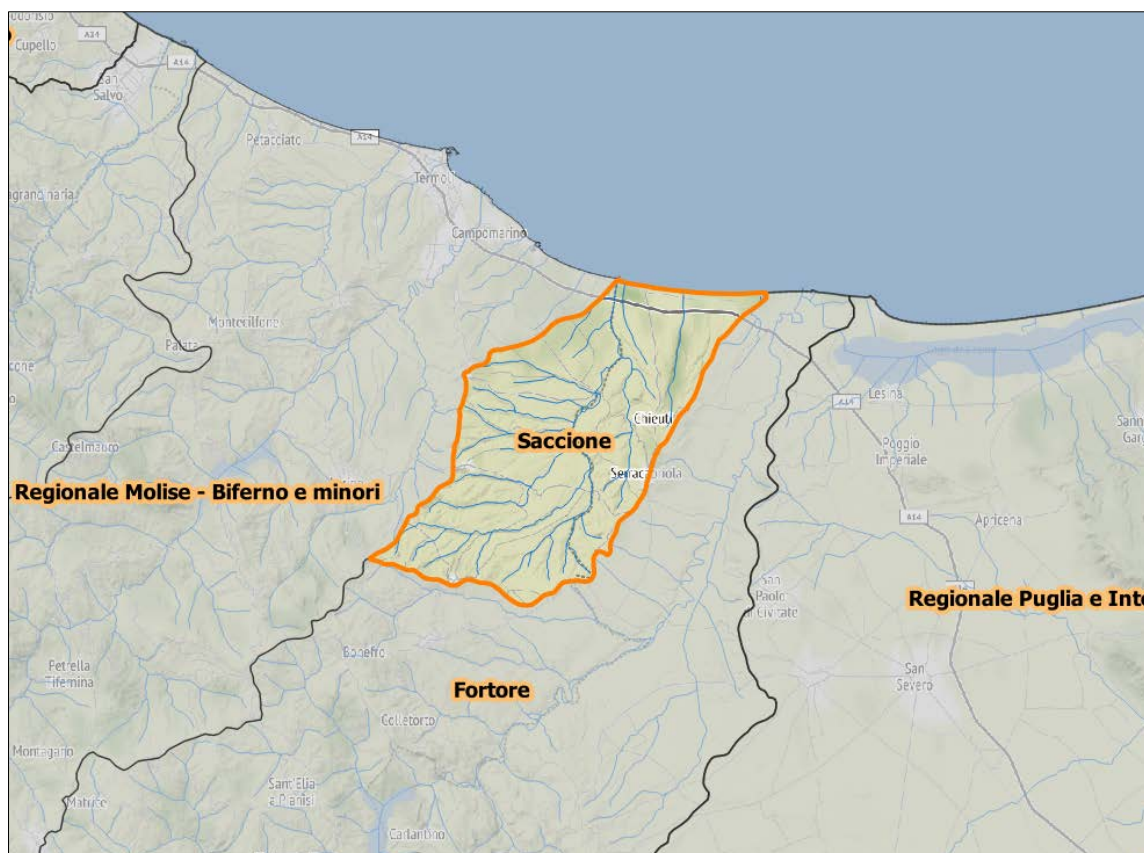 Cupello
A14
San
Salvo
Petacciato
A14
Termoli
Campomarino
Montecilfone
Palata
Lesina
A14
Chieuti
Saccione
Poggio
Imperiale
Castelmauro
Serracapriola
Regionale Molise - Biferno e minori
A14
Apricena
San
Paolo
di Civitate
Regionale Puglia e Inte
Bonefro
Petrella
Tifernina
Fortore
San
Severo
Colletorto
Montagano
Sant'Elia
a Pianisi
Matrice
Carlantino